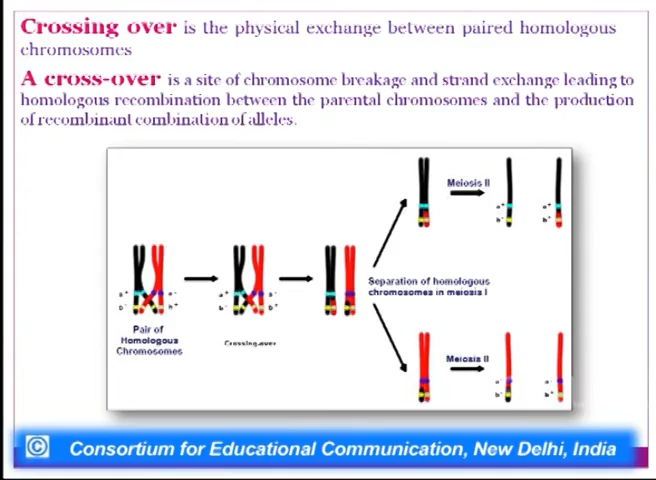 Crossing over is the physical exchange between paired homologous
chromosomes
A cross-over is a site of chromosome breakage and strand exchange leading to
homologous recombination between the parental chromosomes and the production
of recombinant combination of alleles.
Meiosis II
a+ a+
b- b+
Separation of homologous
chromosomes in meiosis I
a+ a- a+ a-
b- b+ b- b+
Pair of
Homologous
Chromosomes
Crossing-over
Meiosis II
a- a-
b- b+
© Consortium for Educational Communication, New Delhi, India